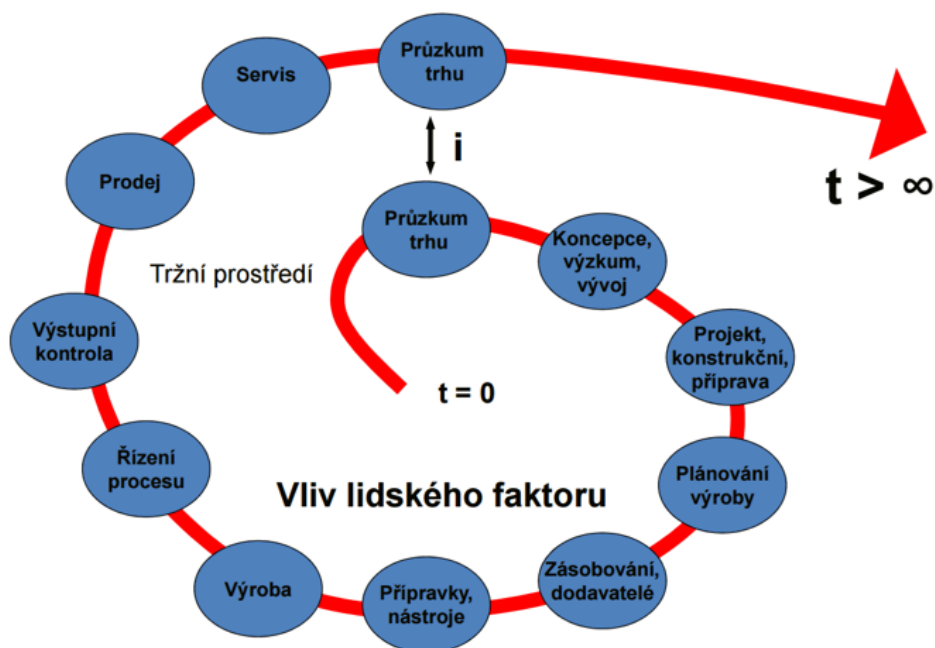 Průzkum
trhu
Servis
Prodej
i
t > ∞
Průzkum
trhu
Koncepce,
výzkum,
vývoj
Tržní prostředí
Výstupní
kontrola
Projekt,
konstrukční,
příprava
t = 0
Řízení
procesu
Vliv lidského faktoru
Plánování
výroby
Výroba
Přípravky,
nástroje
Zásobování,
dodavatelé